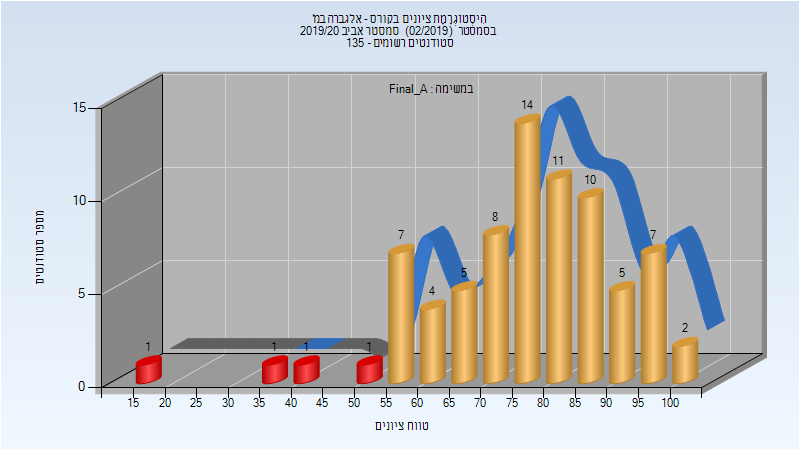 היסטוגרמת ציונים בקורס - אלגברה במ'
בסמסטר (02/2019) סמסטר אביב 2019/20
סטודנטים רשומים - 135
במשימה : Final_A
מספר סטודנטים
15
10
5
0
1 1 1 1 7 4 5 8 14 11 10 5 7 2
15 20 25 30 35 40 45 50 55 60 65 70 75 80 85 90 95 100
טווח ציונים